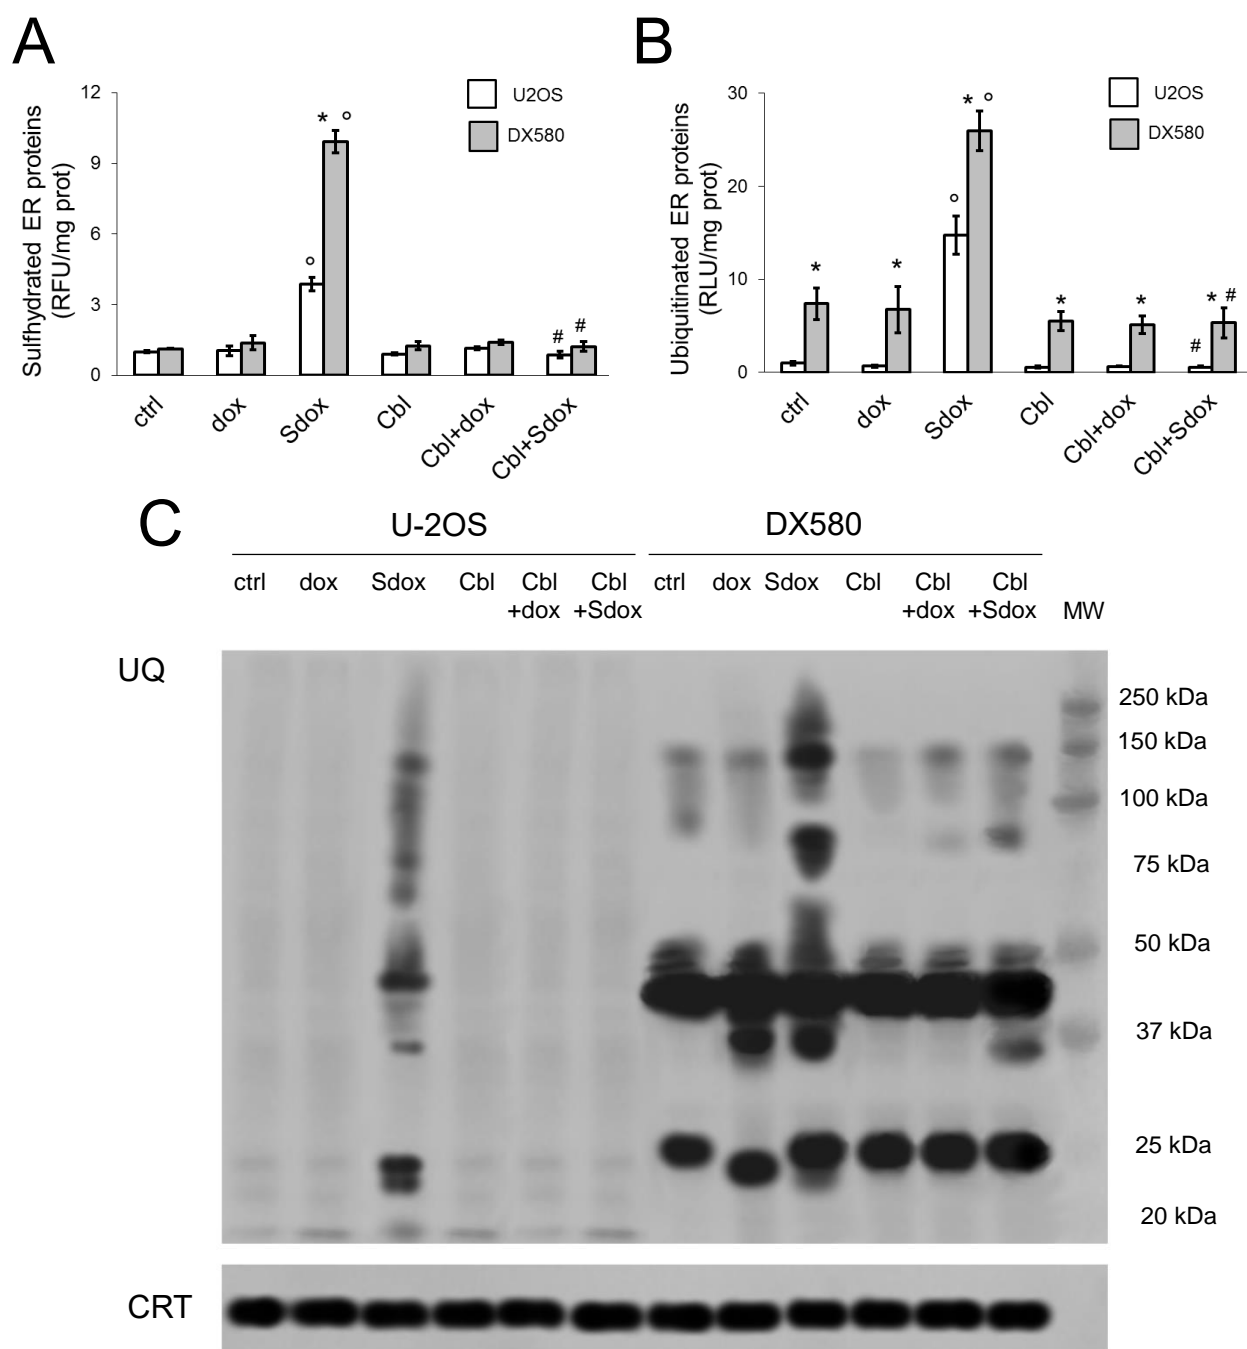 A
Sulfhydrated ER proteins
(RFU/mg prot)
12
9
6
3
0
U2OS
DX580
* °
°
# #
ctrl
dox
Sdox
Cbl
Cbl+dox
Cbl+Sdox
B
Ubiquitinated ER proteins
(RLU/mg prot)
30
20
10
0
U2OS
DX580
* °
°
* * * * * #
#
ctrl
dox
Sdox
Cbl
Cbl+dox
Cbl+Sdox
C
U-2OS DX580
ctrl dox Sdox Cbl Cbl Cbl ctrl dox Sdox Cbl Cbl Cbl
+dox +Sdox +dox +Sdox MW
UQ
250 kDa
150 kDa
100 kDa
75 kDa
50 kDa
37 kDa
25 kDa
20 kDa
CRT